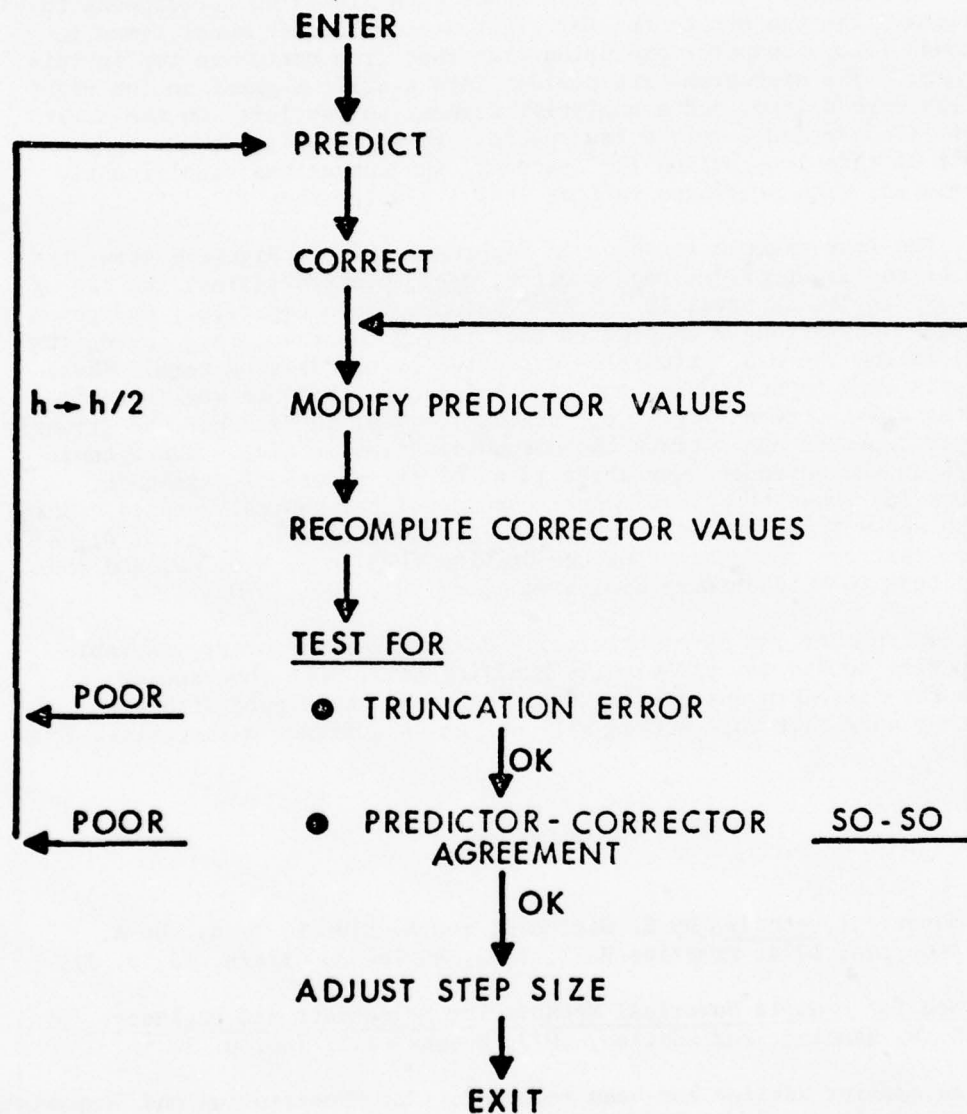 ENTER
PREDICT
CORRECT
h → h/2
MODIFY PREDICTOR VALUES
RECOMPUTE CORRECTOR VALUES
TEST FOR
POOR
● TRUNCATION ERROR
OK
POOR
● PREDICTOR-CORRECTOR
AGREEMENT
SO-SO
OK
ADJUST STEP SIZE
EXIT